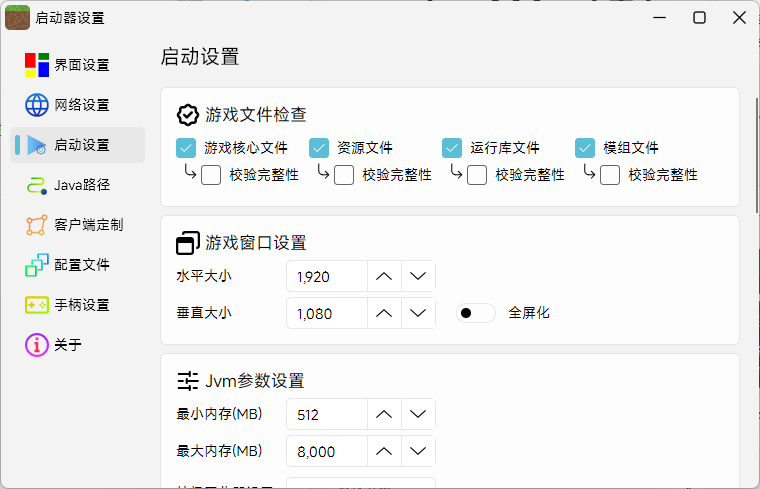 启动器设置
界面设置
网络设置
启动设置
Java路径
客户端定制
配置文件
手柄设置
关于
启动设置
游戏文件检查
游戏核心文件 资源文件 运行库文件 模组文件
校验完整性 校验完整性 校验完整性 校验完整性
游戏窗口设置
水平大小 1,920
垂直大小 1,080 全屏化
Jvm参数设置
最小内存(MB) 512
最大内存(MB) 8,000